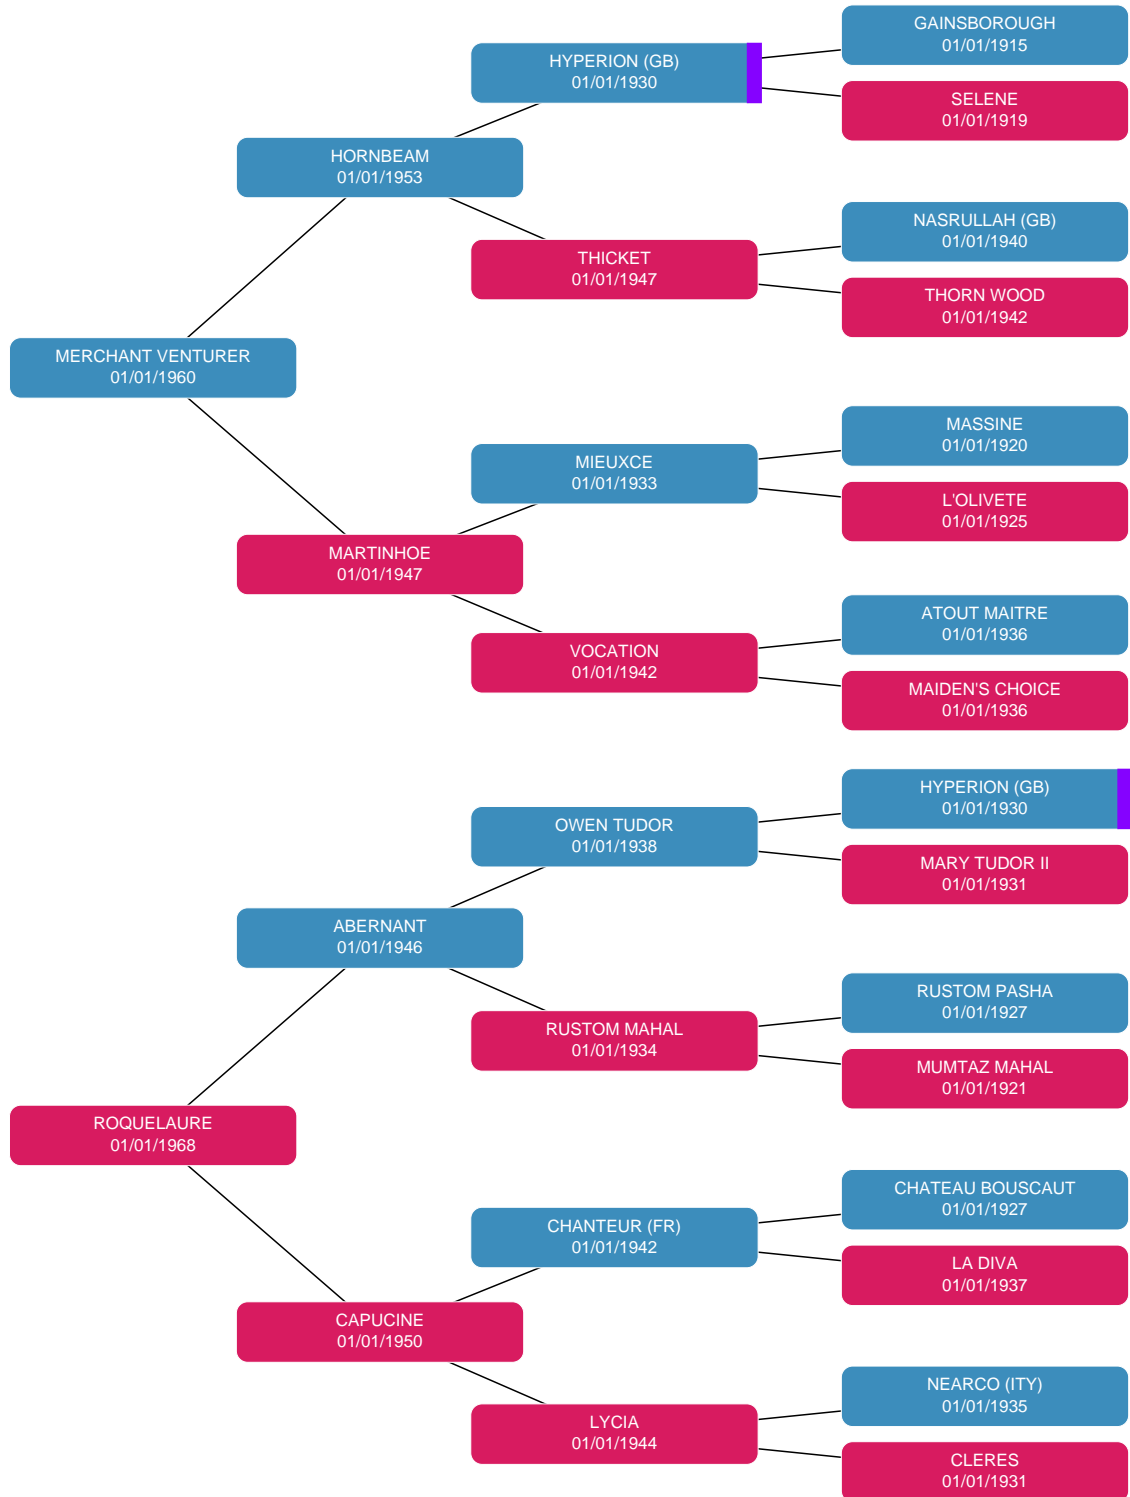 GAINSBOROUGH
01/01/1915
HYPERION (GB)
01/01/1930
SELENE
01/01/1919
HORNBEAM
01/01/1953
NASRULLAH (GB)
01/01/1940
THICKET
01/01/1947
THORN WOOD
01/01/1942
MERCHANT VENTURER
01/01/1960
MASSINE
01/01/1920
MIEUXCE
01/01/1933
L'OLIVETE
01/01/1925
MARTINHOE
01/01/1947
ATOUT MAITRE
01/01/1936
VOCATION
01/01/1942
MAIDEN'S CHOICE
01/01/1936
HYPERION (GB)
01/01/1930
OWEN TUDOR
01/01/1938
MARY TUDOR II
01/01/1931
ABERNANT
01/01/1946
RUSTOM PASHA
01/01/1927
RUSTOM MAHAL
01/01/1934
MUMTAZ MAHAL
01/01/1921
ROQUELAURE
01/01/1968
CHATEAU BOUSCAUT
01/01/1927
CHANTEUR (FR)
01/01/1942
LA DIVA
01/01/1937
CAPUCINE
01/01/1950
NEARCO (ITY)
01/01/1935
LYCIA
01/01/1944
CLERES
01/01/1931